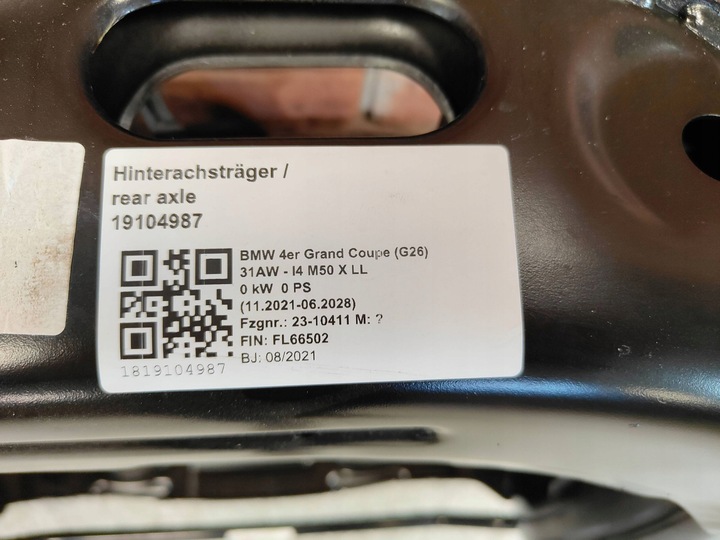 Hinterachsträger /
rear axle
19104987
BMW 4er Grand Coupe (G26)
31AW - I4 M50 X LL
0 kW 0 PS
(11.2021-06.2028)
Fzgnr.: 23-10411 M: ?
FIN: FL66502
BJ: 08/2021
1819104987